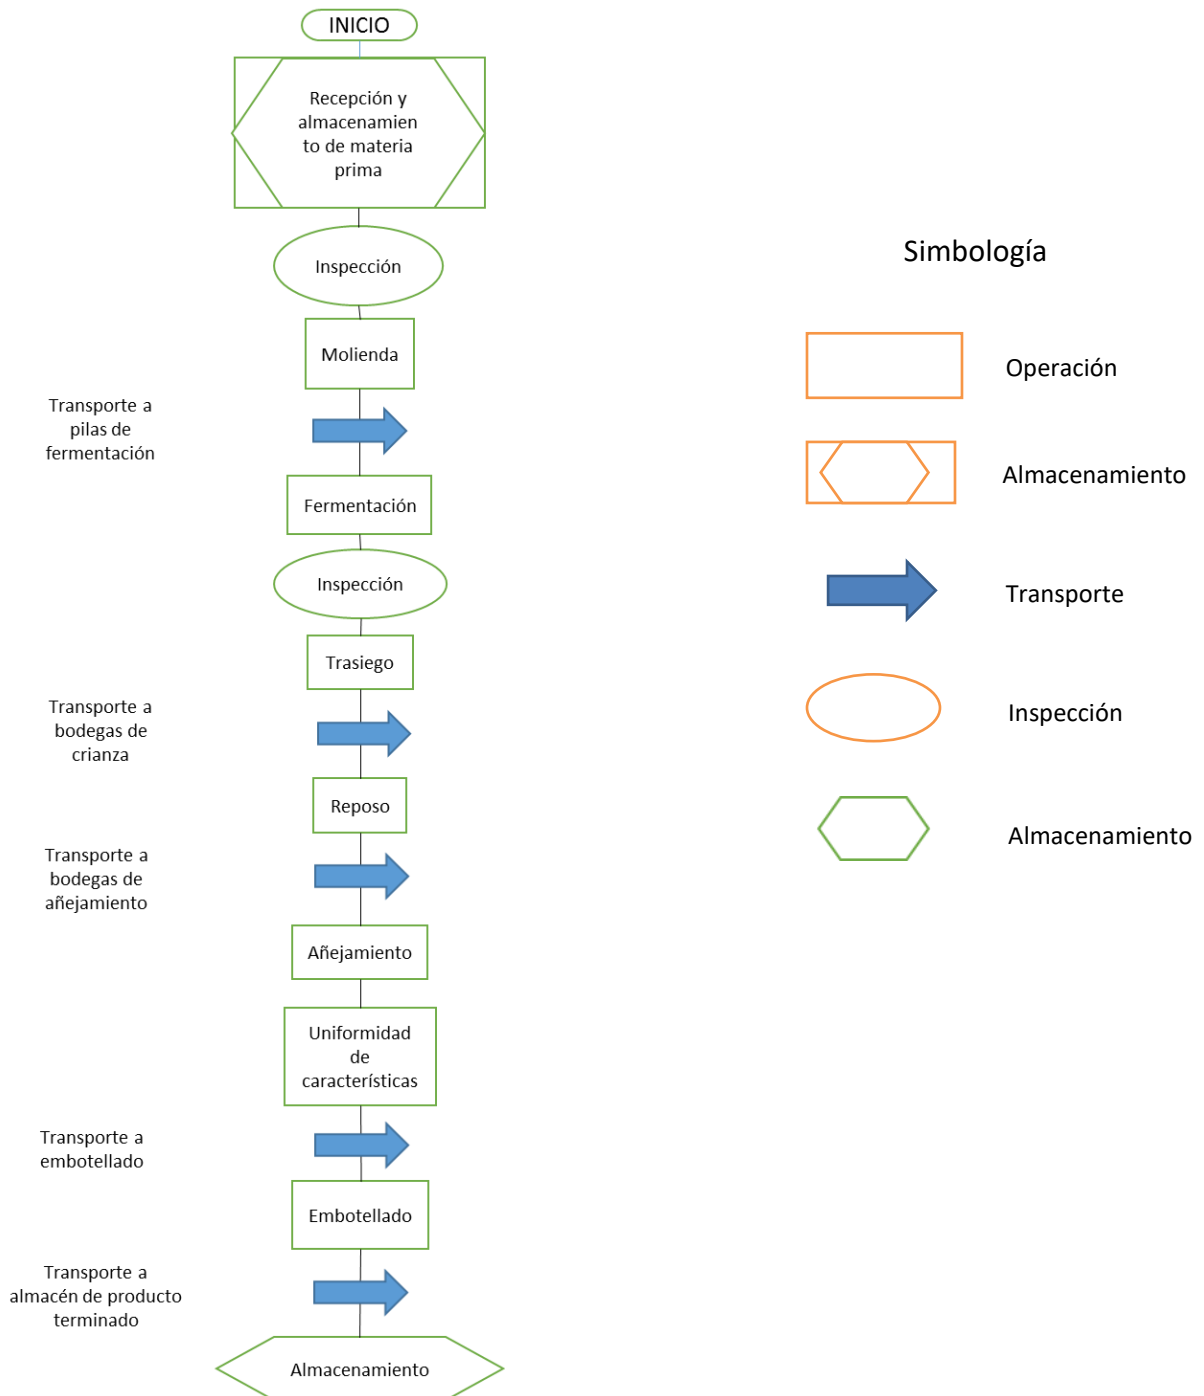 INICIO
Recepción y
almacenamien
to de materia
prima
Inspección
Molienda
Transporte a
pilas de
fermentación
Fermentación
Inspección
Trasiego
Transporte a
bodegas de
crianza
Reposo
Transporte a
bodegas de
añejamiento
Añejamiento
Uniformidad
de
características
Transporte a
embotellado
Embotellado
Transporte a
almacén de producto
terminado
Almacenamiento
Simbología
Operación
Almacenamiento
Transporte
Inspección
Almacenamiento